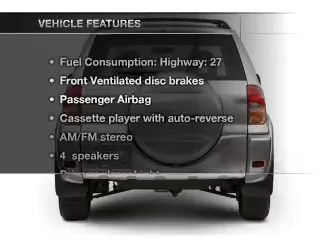 VEHICLE FEATURES
• Fuel Consumption: Highway: 27
• Front Ventilated disc brakes
• Passenger Airbag
• Cassette player with auto-reverse
• AM/FM stereo
• 4 speakers